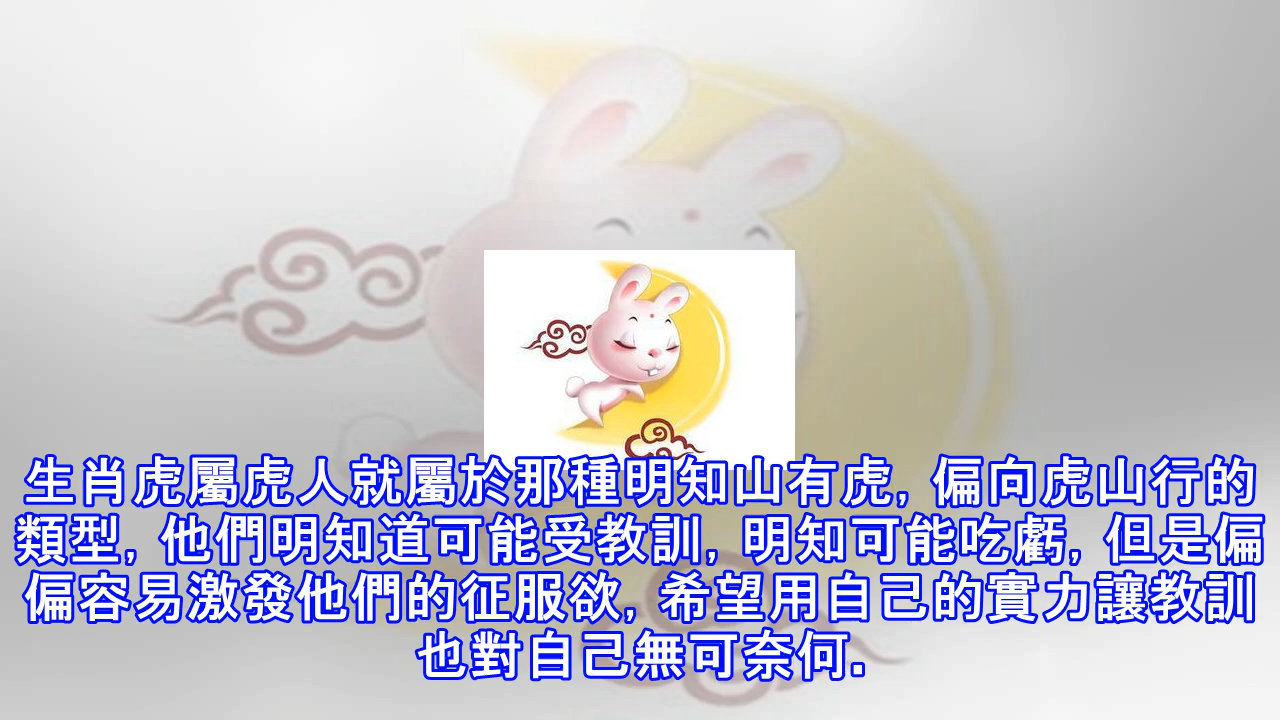 生肖虎屬虎人就屬於那種明知山有虎, 偏向虎山行的
類型, 他們明知道可能受教訓, 明知可能吃虧, 但是偏
偏容易激發他們的征服欲, 希望用自己的實力讓教訓
也對自己無可奈何.